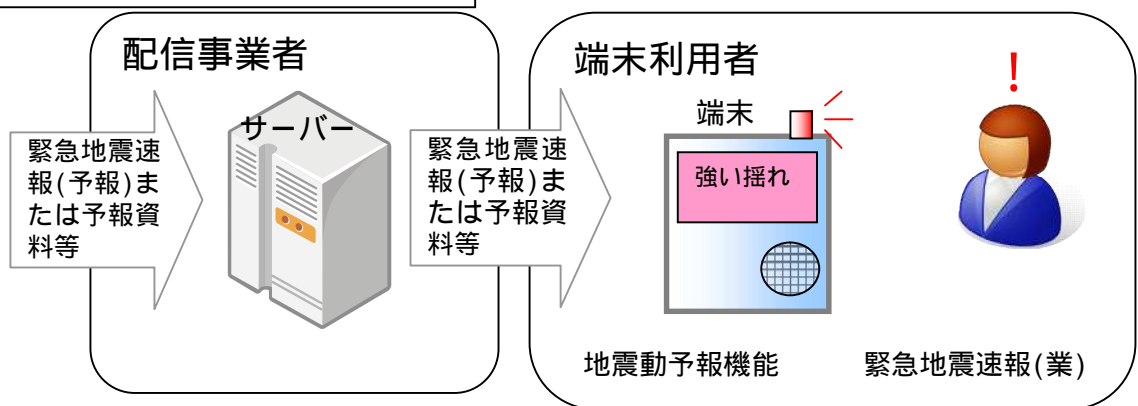 配信事業者
端末利用者
サーバー
緊急地震速
報(予報)ま
たは予報資
料等
緊急地震速
報(予報)ま
たは予報資
料等
端末
!
強い揺れ
地震動予報機能
緊急地震速報(業)